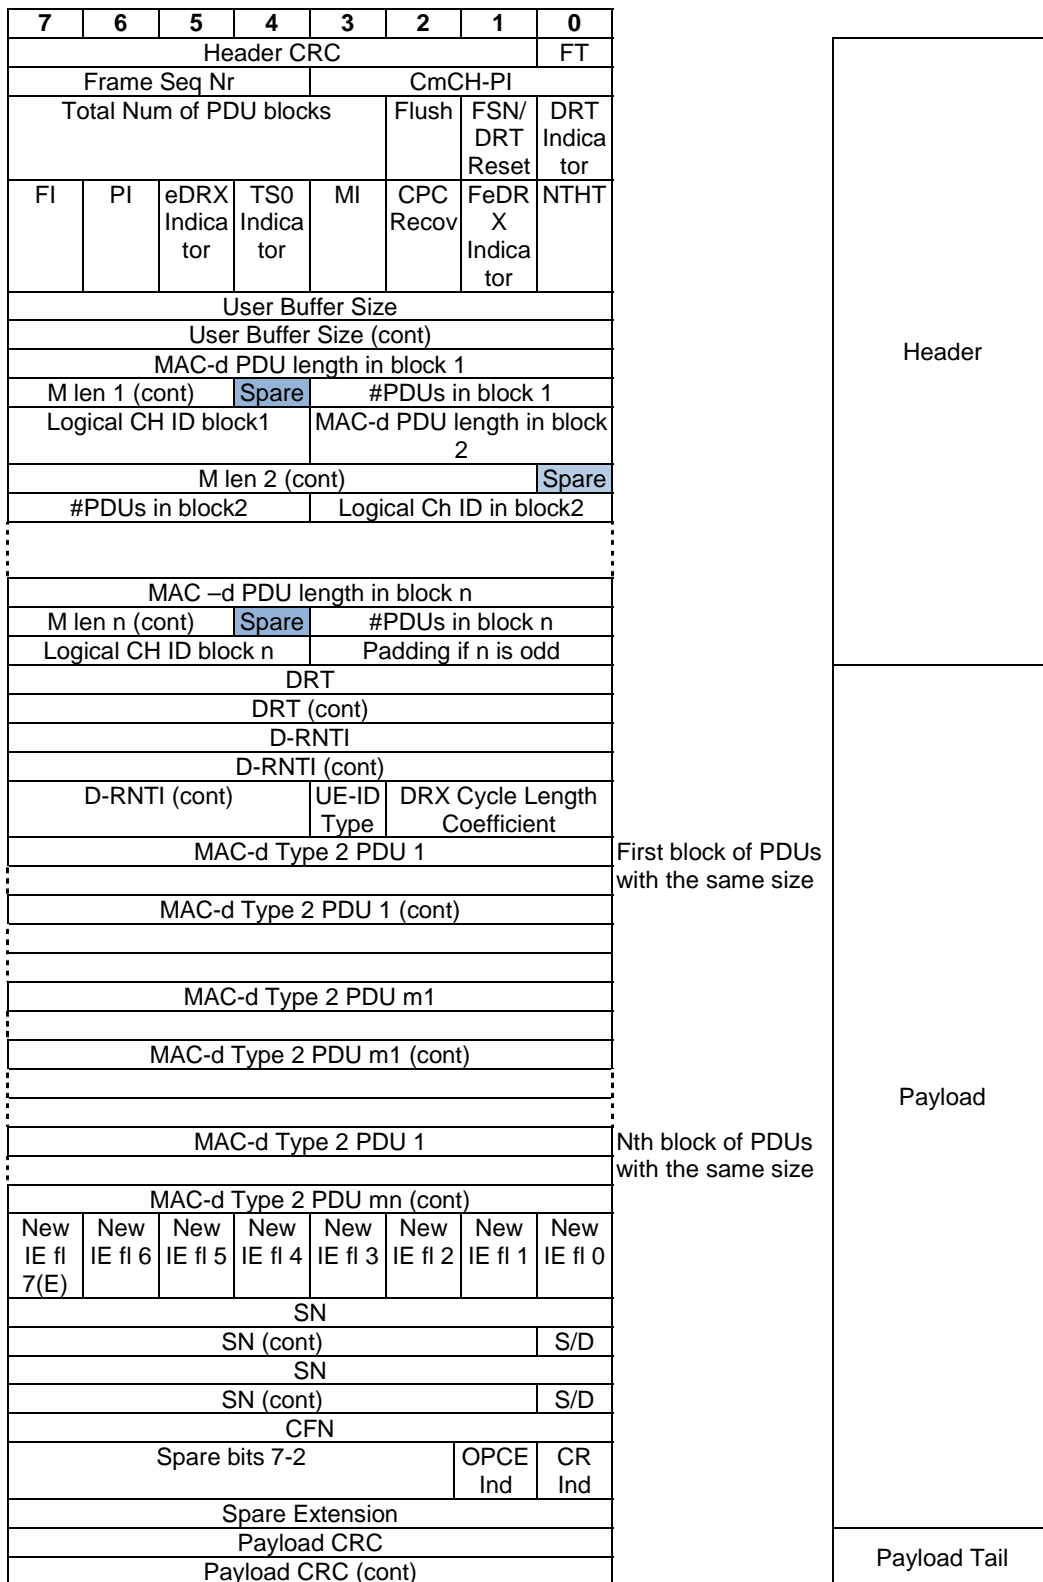 7 6 5 4 3 2 1 0
Header CRC FT
Frame Seq Nr CmCH-PI
Total Num of PDU blocks Flush FSN/ DRT
DRT Indica
Reset tor
FI PI eDRX TS0 MI CPC FeDR NTHT
Indica Indica Recov X
tor tor Indica
tor
User Buffer Size
User Buffer Size (cont)
Header
MAC-d PDU length in block 1
M len 1 (cont) Spare #PDUs in block 1
Logical CH ID block1 MAC-d PDU length in block
2
M len 2 (cont) Spare
#PDUs in block2 Logical Ch ID in block2
MAC –d PDU length in block n
M len n (cont) Spare #PDUs in block n
Logical CH ID block n Padding if n is odd
DRT
DRT (cont)
D-RNTI
D-RNTI (cont)
D-RNTI (cont) UE-ID DRX Cycle Length
Type Coefficient
MAC-d Type 2 PDU 1 First block of PDUs
with the same size
MAC-d Type 2 PDU 1 (cont)
MAC-d Type 2 PDU m1
MAC-d Type 2 PDU m1 (cont)
Payload
MAC-d Type 2 PDU 1 Nth block of PDUs
with the same size
MAC-d Type 2 PDU mn (cont)
New New New New New New New New
IE fl IE fl 6 IE fl 5 IE fl 4 IE fl 3 IE fl 2 IE fl 1 IE fl 0
7(E)
SN
SN (cont) S/D
SN
SN (cont) S/D
CFN
Spare bits 7-2 OPCE CR
Ind Ind
Spare Extension
Payload CRC
Payload Tail
Payload CRC (cont)